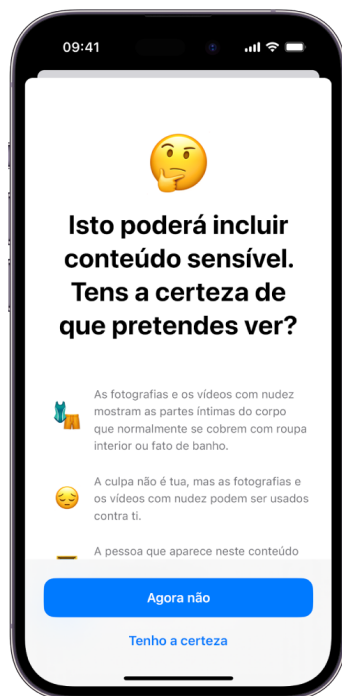 09:41
Isto poderá incluir
conteúdo sensível.
Tens a certeza de
que pretendes ver?
As fotografias e os vídeos com nudez
mostram as partes íntimas do corpo
que normalmente se cobrem com roupa
interior ou fato de banho.
A culpa não é tua, mas as fotografias e
os vídeos com nudez podem ser usados
contra ti.
A pessoa que aparece neste conteúdo
Agora não
Tenho a certeza